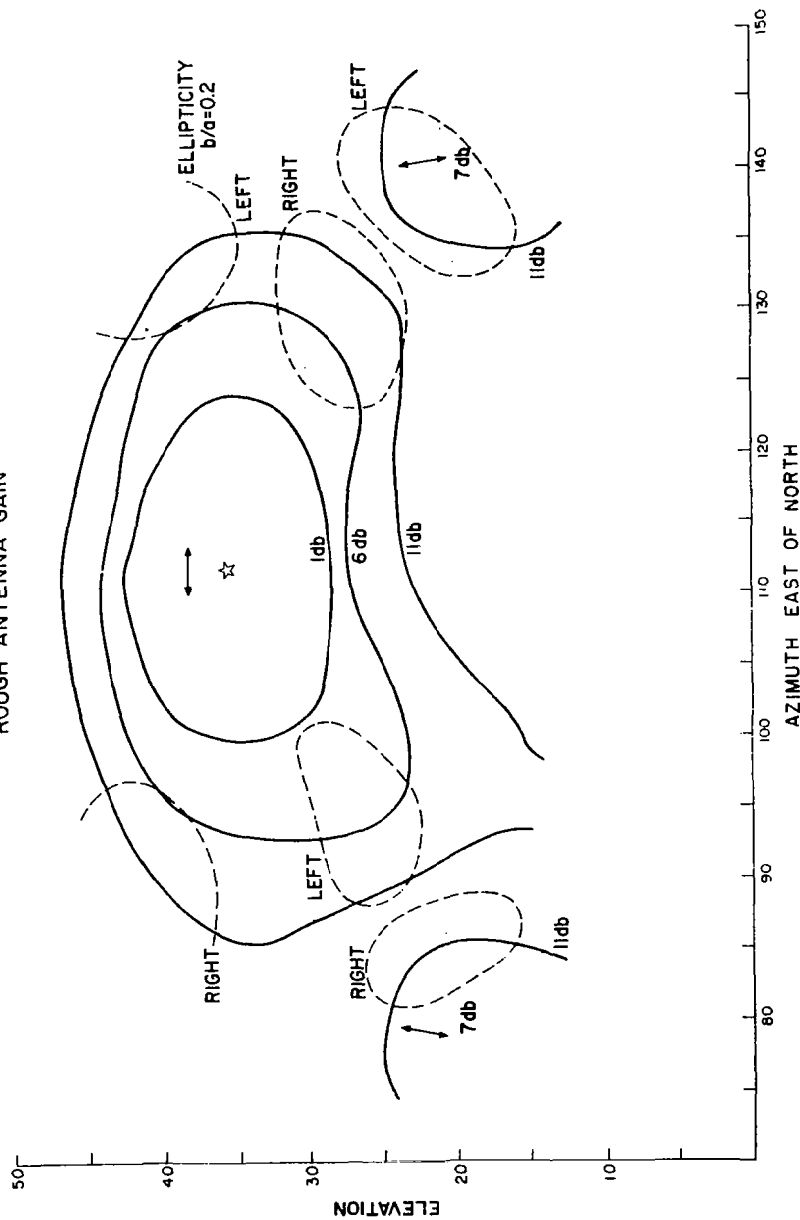 ROUGH ANTENNA GAIN
ELLIPTICITY
b/a=0.2
LEFT
RIGHT
RIGHT
LEFT
LEFT
RIGHT
1db
6db
11db
7db
7db
11db
11db
50
40
30
20
10
ELEVATION
80
90
100
110
120
130
140
150
AZIMUTH EAST OF NORTH